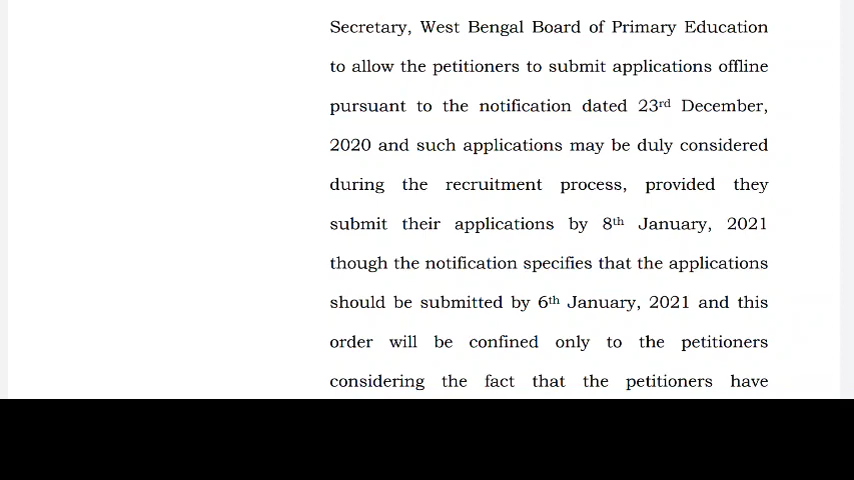 Secretary, West Bengal Board of Primary Education
to allow the petitioners to submit applications offline
pursuant to the notification dated 23rd December,
2020 and such applications may be duly considered
during the recruitment process, provided they
submit their applications by 8th January, 2021
though the notification specifies that the applications
should be submitted by 6th January, 2021 and this
order will be confined only to the petitioners
considering the fact that the petitioners have